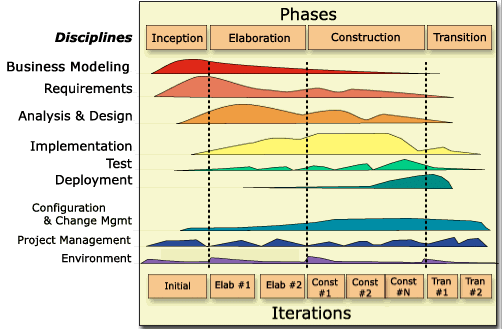 Phases
Disciplines
Inception
Elaboration
Construction
Transition
Business Modeling
Requirements
Analysis & Design
Implementation
Test
Deployment
Configuration
& Change Mgmt
Project Management
Environment
Initial
Elab #1
Elab #2
Const
#1
Const
#2
Const
#N
Tran
#1
Tran
#2
Iterations